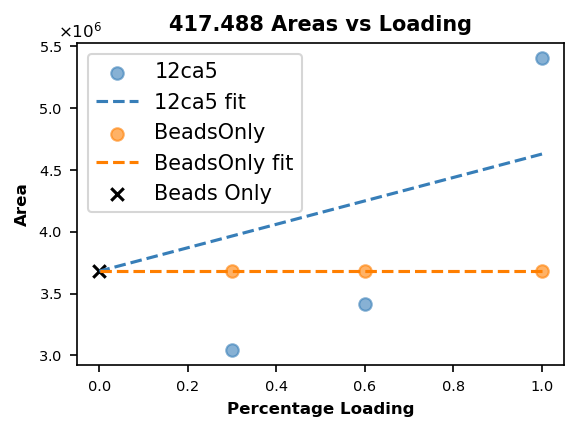 417.488 Areas vs Loading
×10⁶
5.5
5.0
4.5
4.0
3.5
3.0
Area
12ca5
12ca5 fit
BeadsOnly
BeadsOnly fit
Beads Only
0.0 0.2 0.4 0.6 0.8 1.0
Percentage Loading